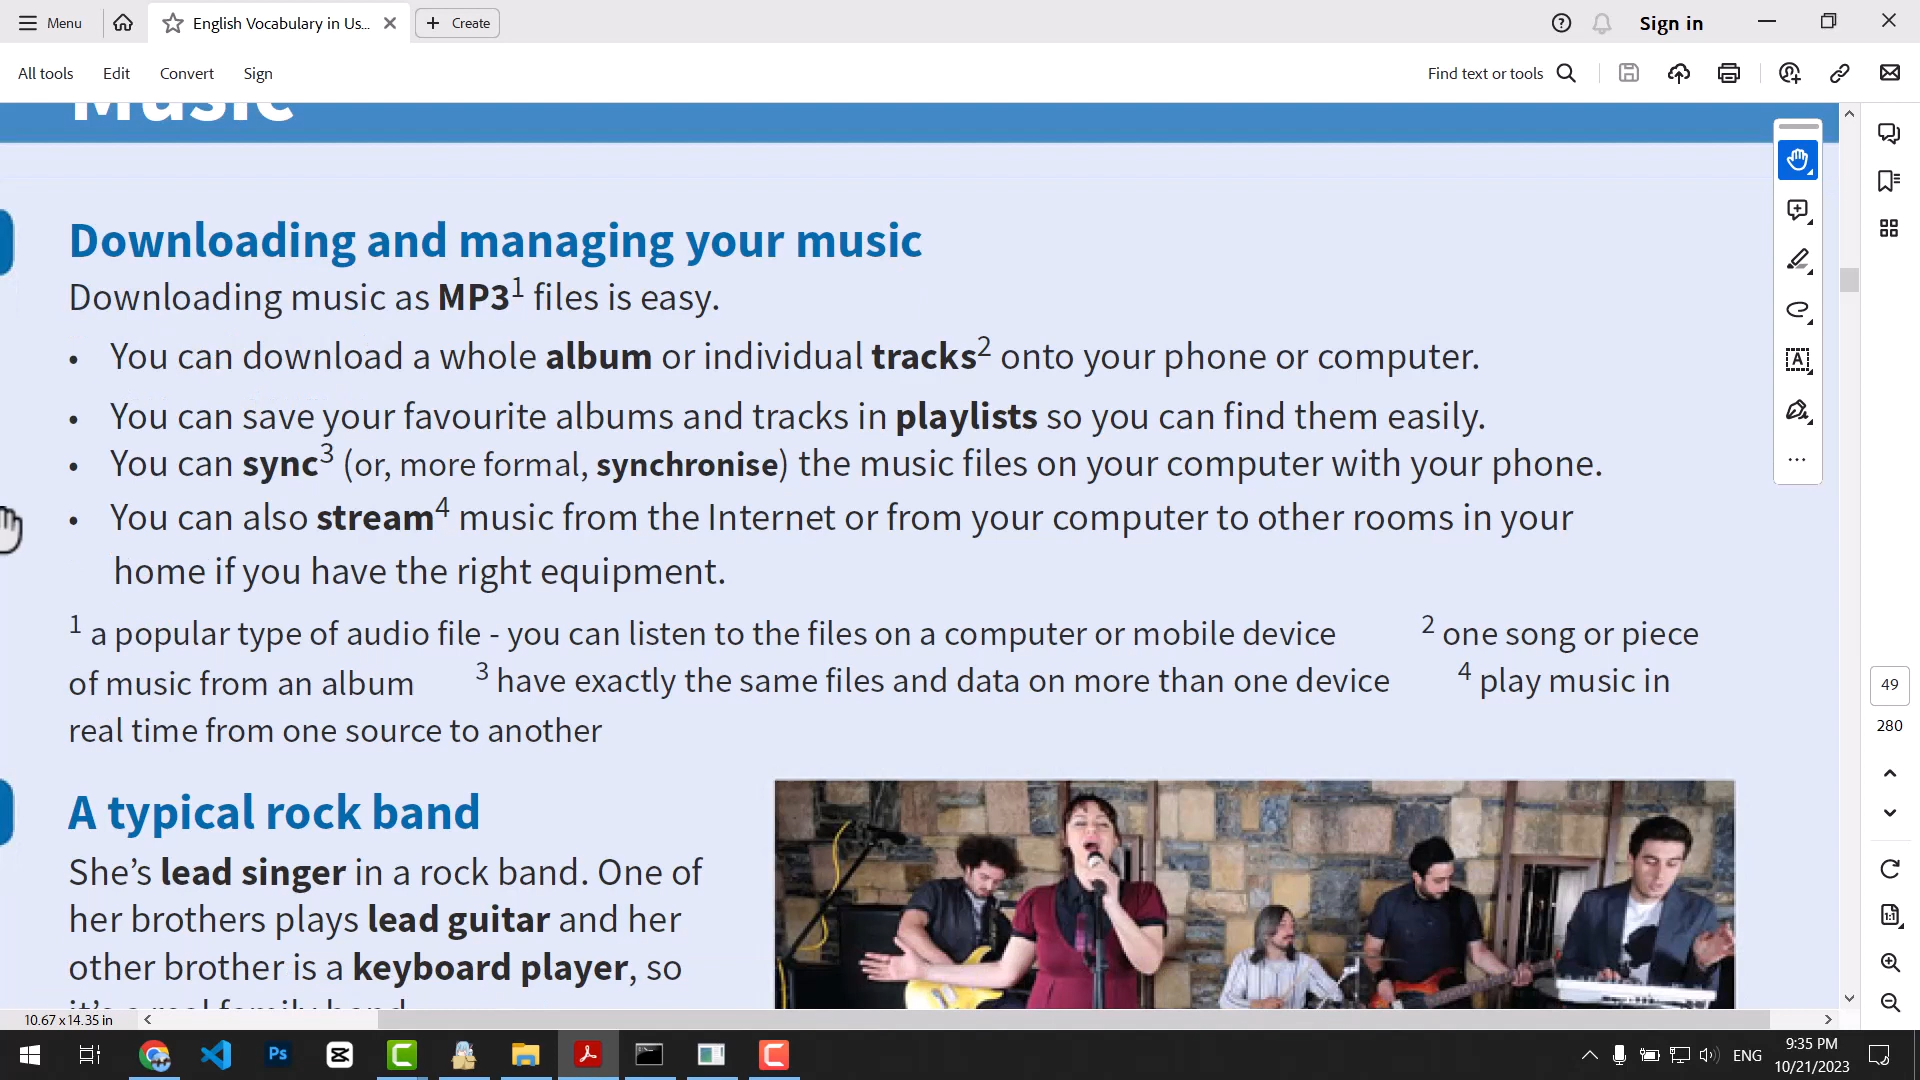 Menu
English Vocabulary in Us...
Create
Sign in
All tools
Edit
Convert
Sign
Find text or tools
Music
Downloading and managing your music
Downloading music as MP3¹ files is easy.
• You can download a whole album or individual tracks² onto your phone or computer.
• You can save your favourite albums and tracks in playlists so you can find them easily.
• You can sync³ (or, more formal, synchronise) the music files on your computer with your phone.
• You can also stream⁴ music from the Internet or from your computer to other rooms in your
home if you have the right equipment.
¹ a popular type of audio file - you can listen to the files on a computer or mobile device ² one song or piece
of music from an album ³ have exactly the same files and data on more than one device ⁴ play music in
real time from one source to another
A typical rock band
She's lead singer in a rock band. One of
her brothers plays lead guitar and her
other brother is a keyboard player, so
it's a real family band.
49
280
10.67 x 14.35 in
Ps
ENG
9:35 PM
10/21/2023